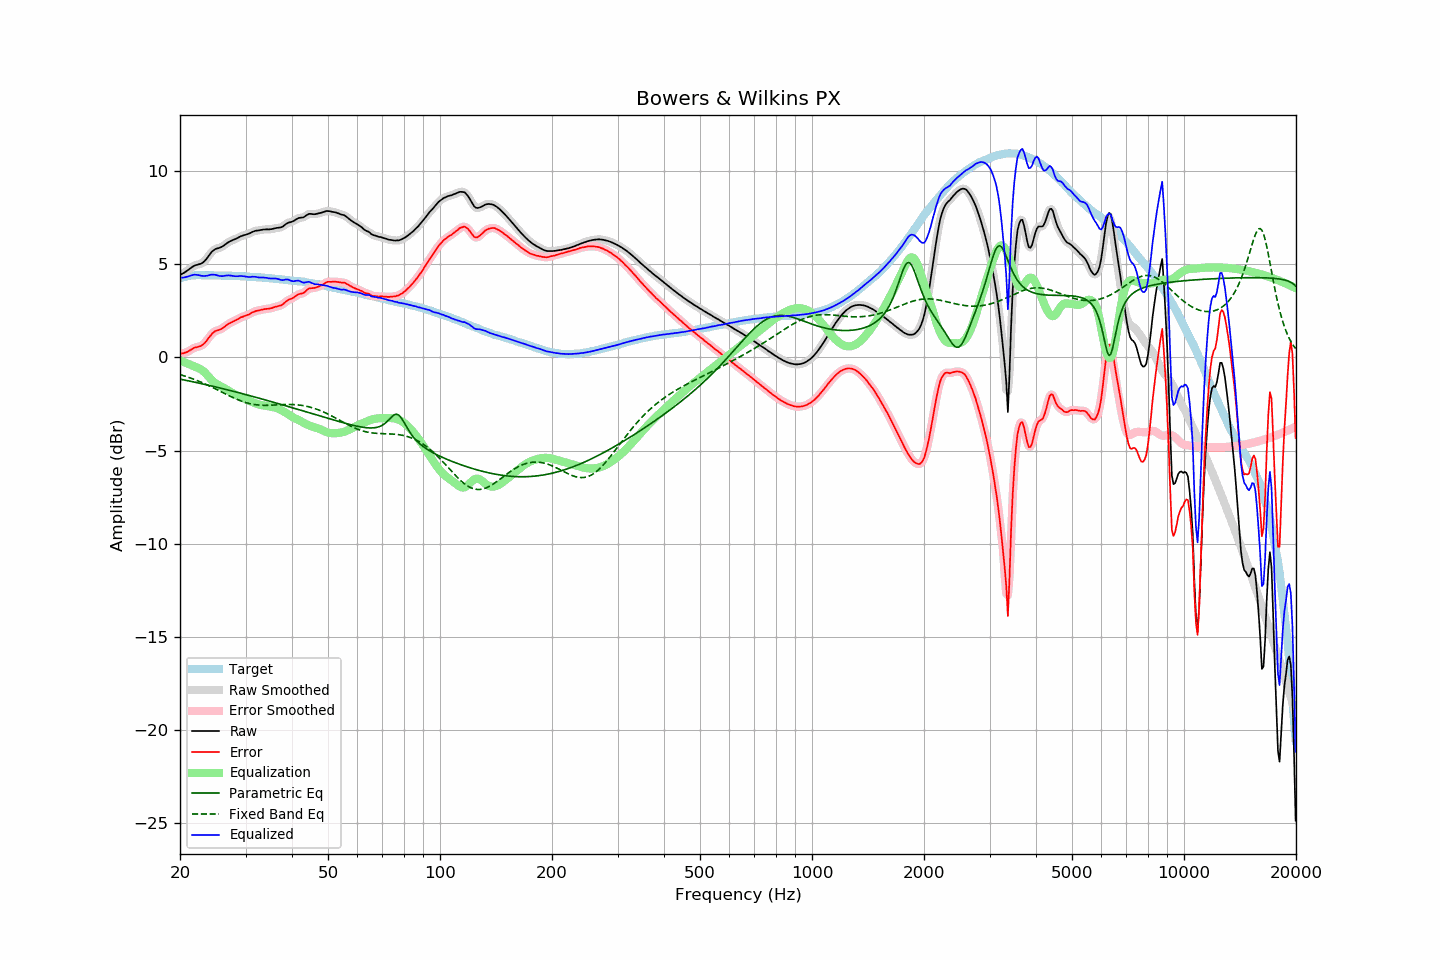 Bowers & Wilkins PX
Amplitude (dBr)
10
5
0
−5
−10
−15
−20
−25
Target
Raw Smoothed
Error Smoothed
Raw
Error
Equalization
Parametric Eq
Fixed Band Eq
Equalized
20
50
100
200
500
1000
2000
5000
10000
20000
Frequency (Hz)